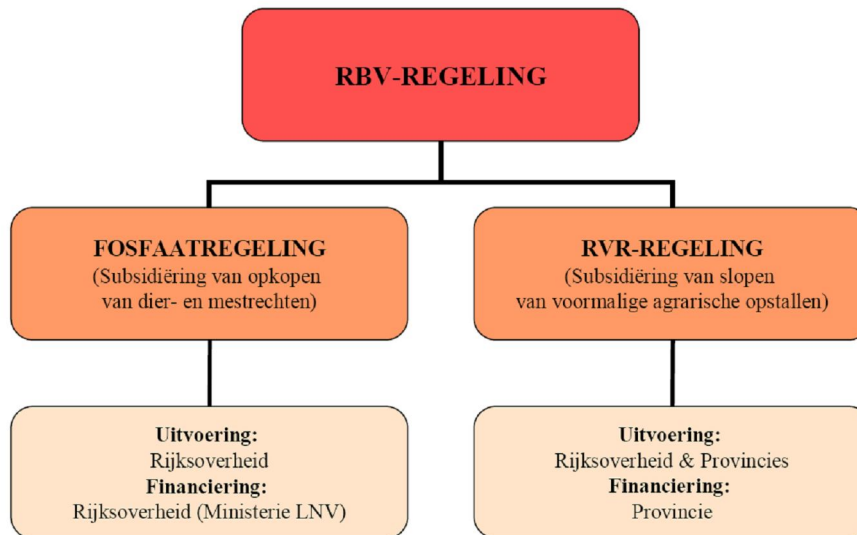 RBV-REGELING
FOSFAATREGELING
(Subsidiëring van opkopen
van dier- en mestrechten)
RVR-REGELING
(Subsidiëring van slopen
van voormalige agrarische opstallen)
Uitvoering:
Rijksoverheid
Financiering:
Rijksoverheid (Ministerie LNV)
Uitvoering:
Rijksoverheid & Provincies
Financiering:
Provincie